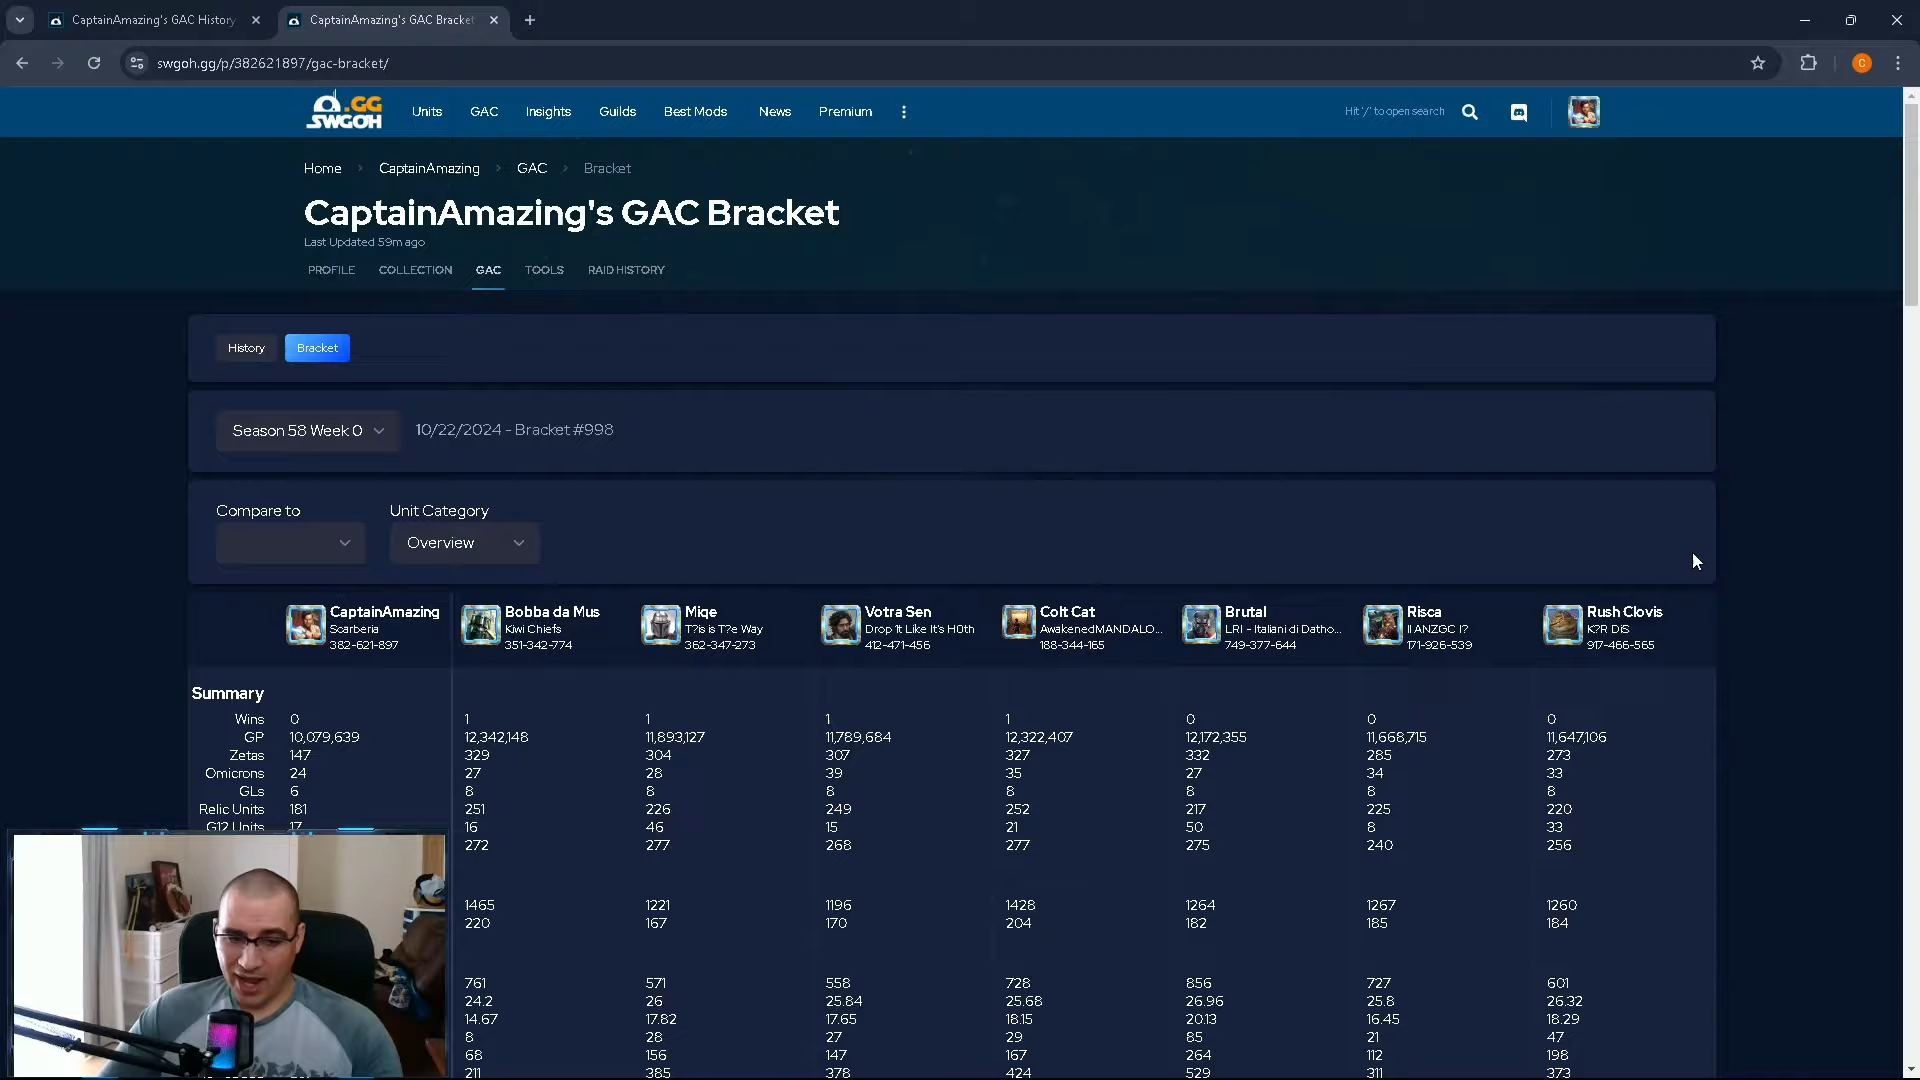 CaptainAmazing's GAC History
CaptainAmazing's GAC Bracket
swgoh.gg/p/382621897/gac-bracket/
C
.GG
SWGOH
Units GAC Insights Guilds Best Mods News Premium
Hit '/' to open search
Home > CaptainAmazing > GAC > Bracket
CaptainAmazing's GAC Bracket
Last Updated 59m ago
PROFILE COLLECTION GAC TOOLS RAID HISTORY
History Bracket
Season 58 Week 0 10/22/2024 - Bracket #998
Compare to Unit Category
Overview
CaptainAmazing Bobba da Mus Miqe Votra Sen Colt Cat Brutal Risca Rush Clovis
Scarberia Kiwi Chiefs T?is is T?e Way Drop 1t Like It's H0th AwakenedMANDALO... LRI - Italiani di Datho... II ANZGC I? K?R DiS
382-621-897 351-342-774 362-347-273 412-471-456 188-344-165 749-377-644 171-926-539 917-466-565
Summary
Wins 0 1 1 1 1 0 0 0
GP 10,079,639 12,342,148 11,893,127 11,789,684 12,322,407 12,172,355 11,668,715 11,647,106
Zetas 147 329 304 307 327 332 285 273
Omicrons 24 27 28 39 35 27 34 33
GLs 6 8 8 8 8 8 8 8
Relic Units 181 251 226 249 252 217 225 220
G12 Units 17 16 46 15 21 50 8 33
272 277 268 277 275 240 256
1465 1221 1196 1428 1264 1267 1260
220 167 170 204 182 185 184
761 571 558 728 856 727 601
24.2 26 25.84 25.68 26.96 25.8 26.32
14.67 17.82 17.65 18.15 20.13 16.45 18.29
8 28 27 29 85 21 47
68 156 147 167 264 112 198
211 385 378 424 529 311 373